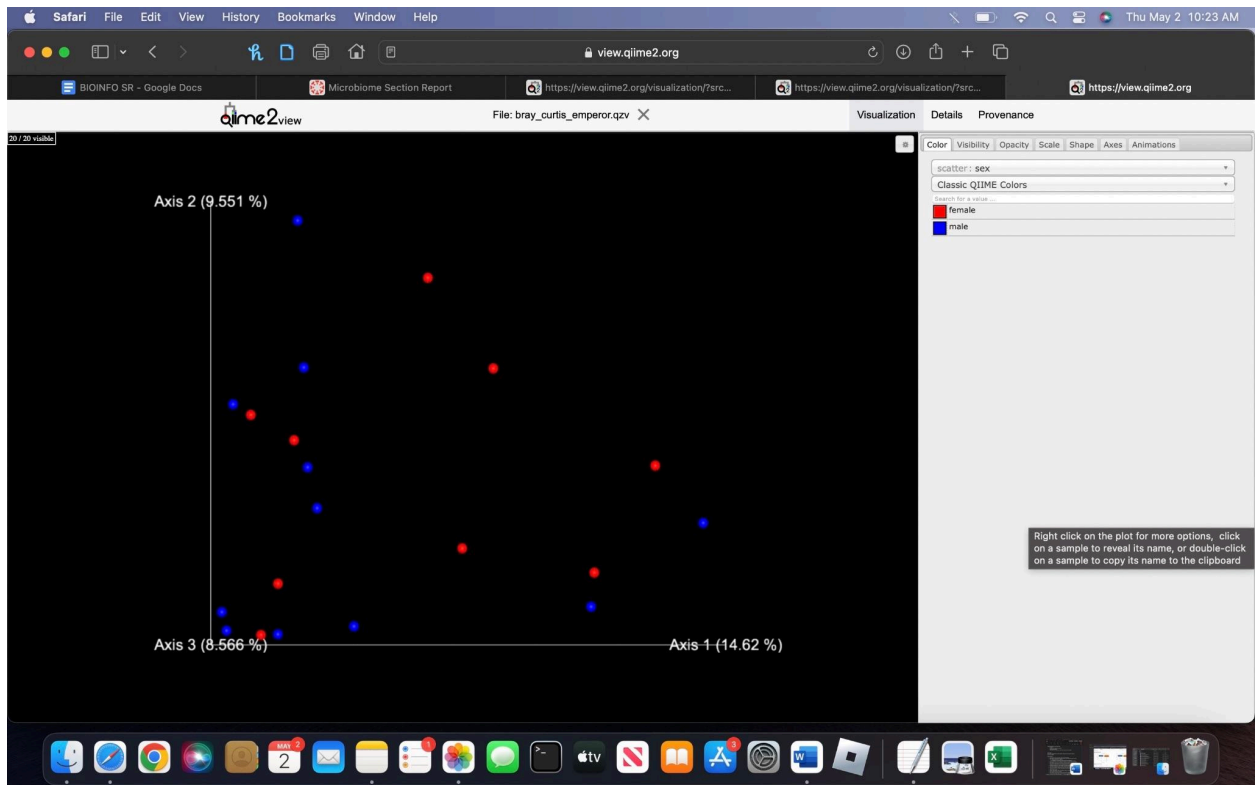 Safari File Edit View History Bookmarks Window Help Thu May 2 10:23 AM
view.qiime2.org
BIOINFO SR - Google Docs Microbiome Section Report https://view.qiime2.org/visualization/?src... https://view.qiime2.org/visualization/?src... https://view.qiime2.org
qiime2view File: bray_curtis_emperor.qzv Visualization Details Provenance
20 / 20 visible
Color Visibility Opacity Scale Shape Axes Animations
scatter: sex
Classic QIIME Colors
Search for a value ...
female
male
Axis 2 (9.551 %)
Right click on the plot for more options, click
on a sample to reveal its name, or double-click
on a sample to copy its name to the clipboard
Axis 3 (8.566 %) Axis 1 (14.62 %)
MAY 2
2
1
tv
3